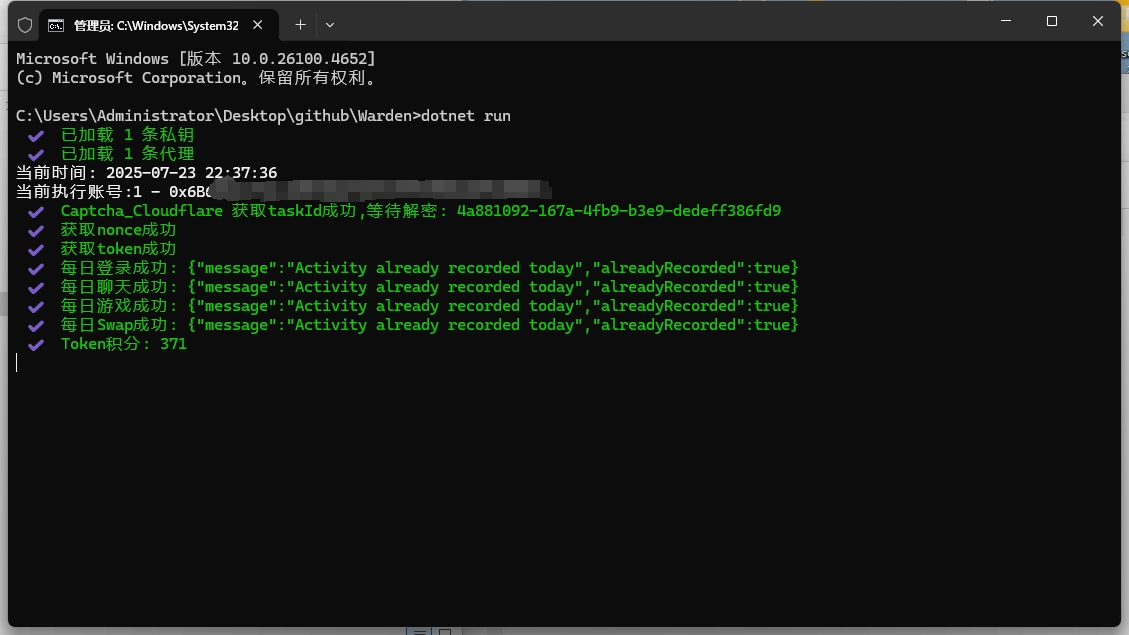 管理员: C:\Windows\System32
Microsoft Windows [版本 10.0.26100.4652]
(c) Microsoft Corporation。保留所有权利。
C:\Users\Administrator\Desktop\github\Warden>dotnet run
已加载 1 条私钥
已加载 1 条代理
当前时间: 2025-07-23 22:37:36
当前执行账号:1 - 0x6B
Captcha_Cloudflare 获取taskId成功,等待解密: 4a881092-167a-4fb9-b3e9-dedeff386fd9
获取nonce成功
获取token成功
每日登录成功: {"message":"Activity already recorded today","alreadyRecorded":true}
每日聊天成功: {"message":"Activity already recorded today","alreadyRecorded":true}
每日游戏成功: {"message":"Activity already recorded today","alreadyRecorded":true}
每日Swap成功: {"message":"Activity already recorded today","alreadyRecorded":true}
Token积分: 371